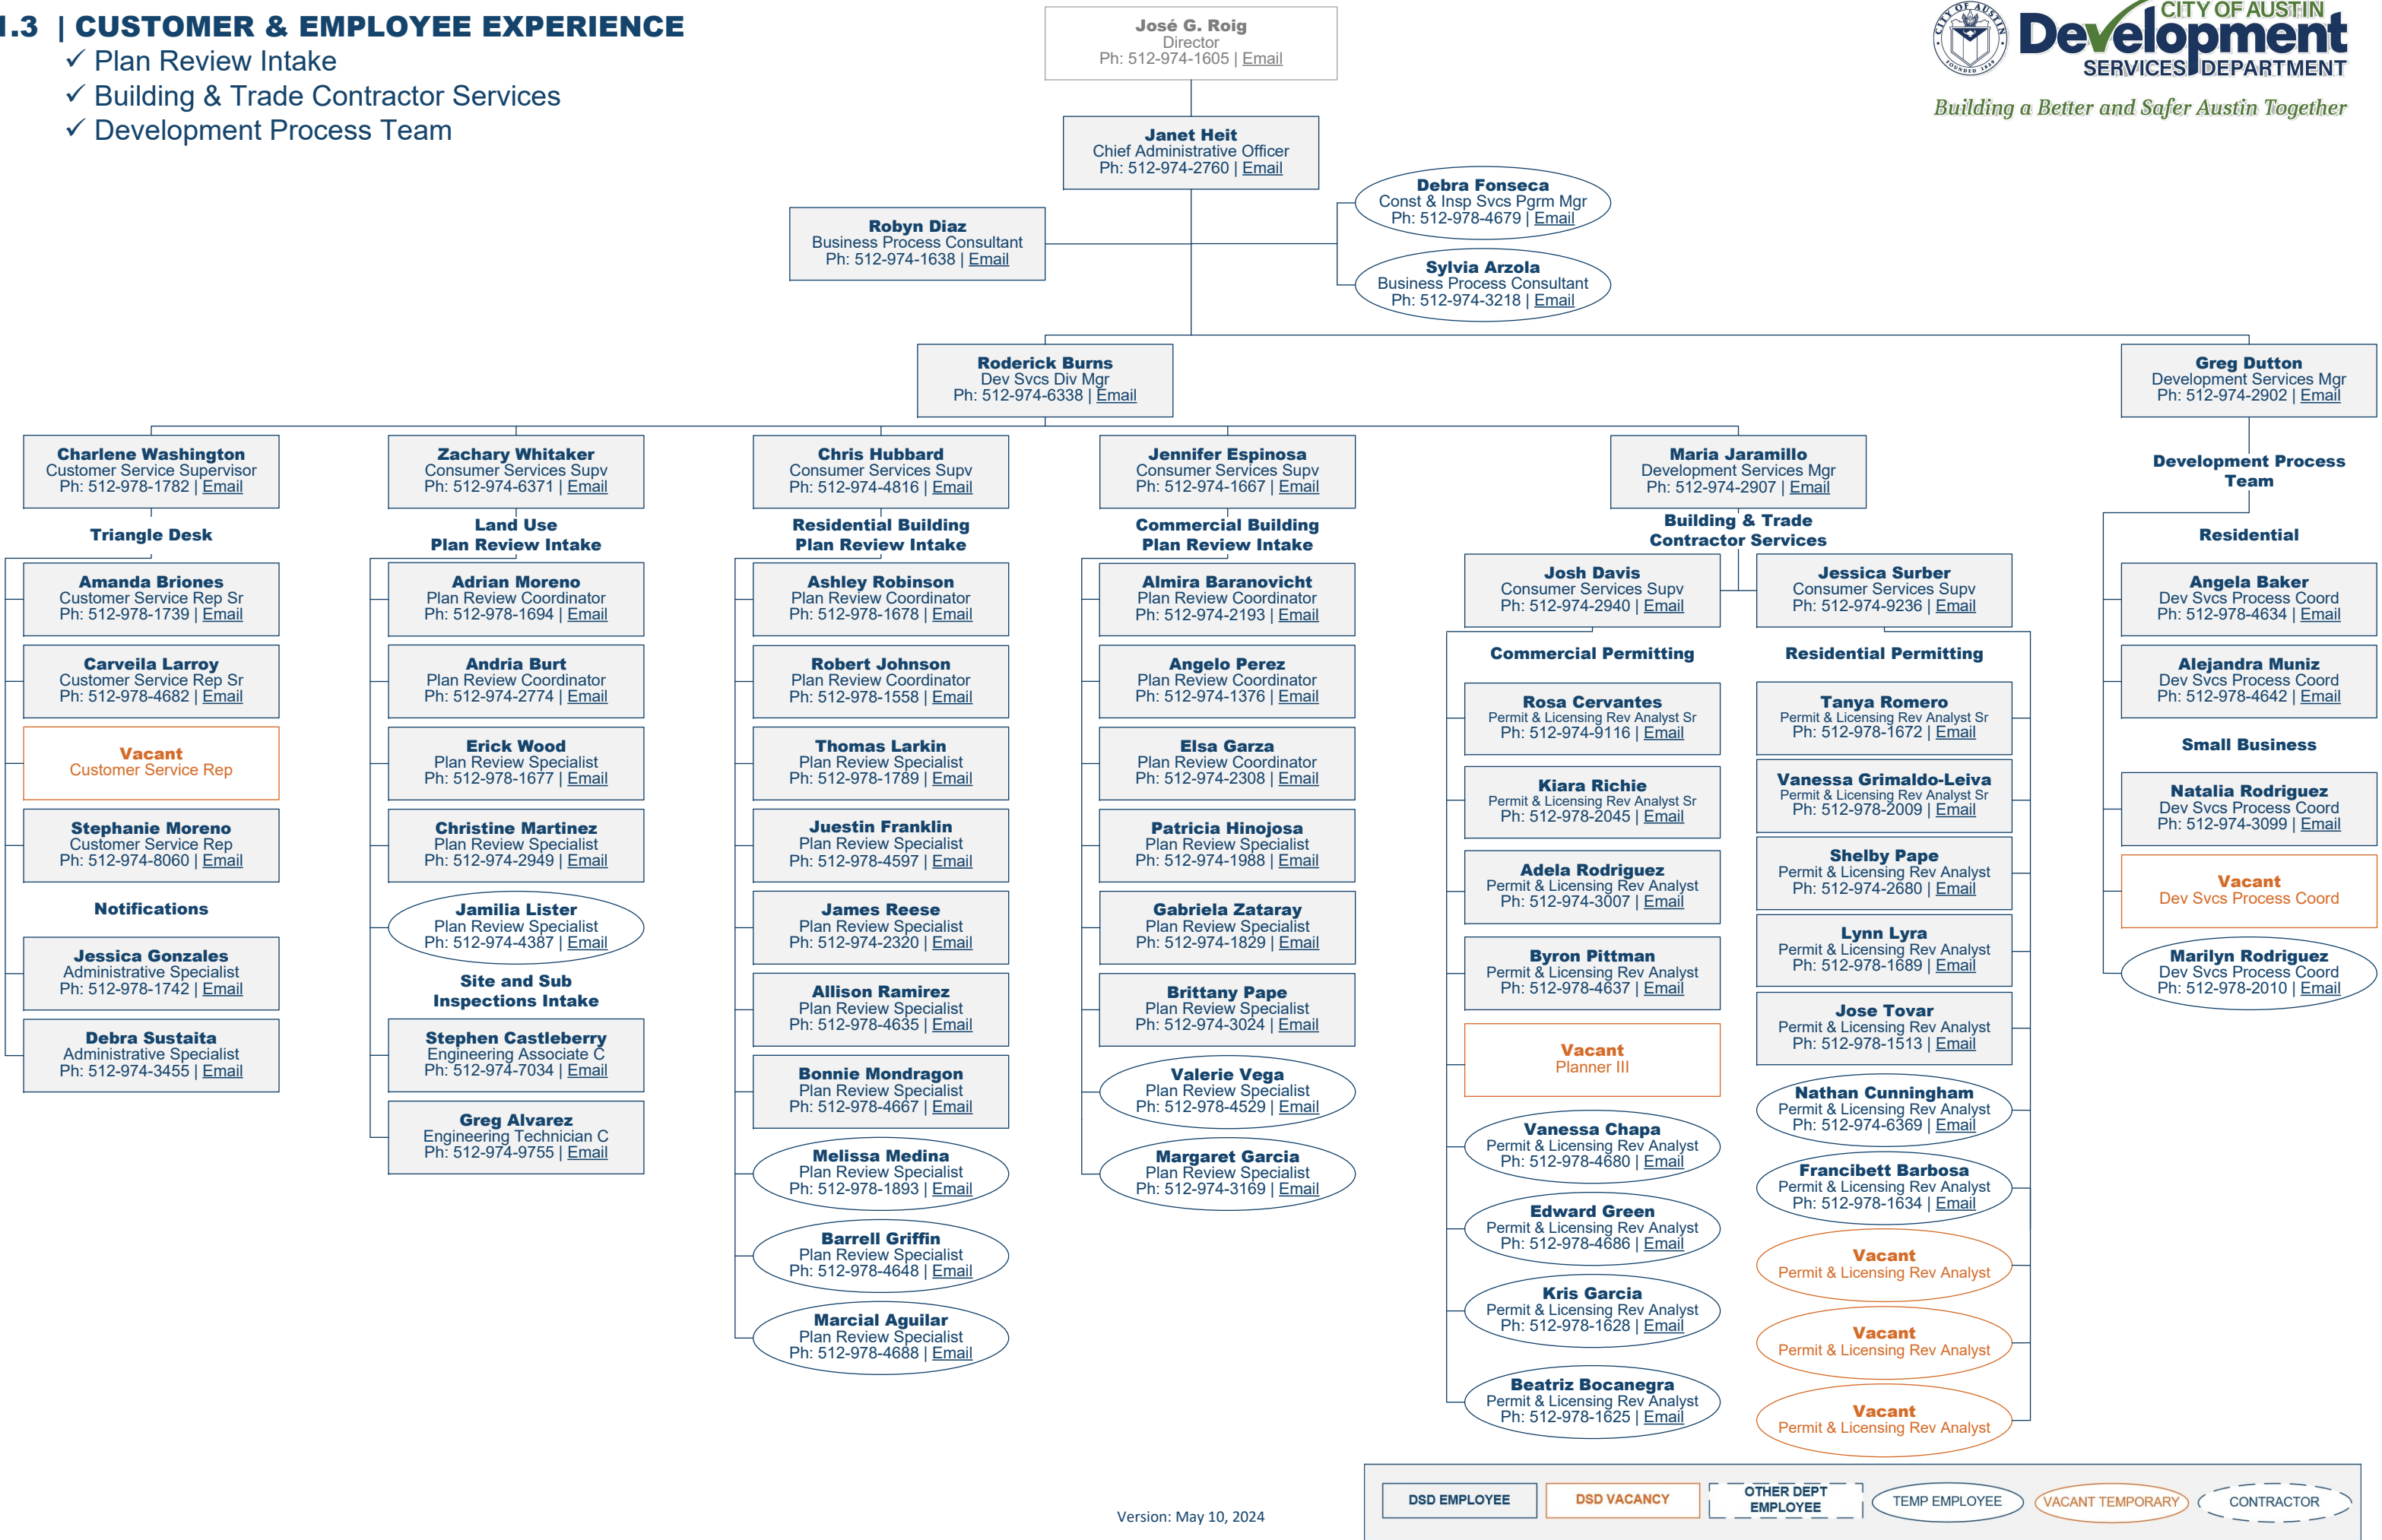 1.3 | CUSTOMER & EMPLOYEE EXPERIENCE
✓ Plan Review Intake
✓ Building & Trade Contractor Services
✓ Development Process Team
José G. Roig
Director
Ph: 512-974-1605 | Email
CITY OF AUSTIN
FOUNDED 1839
CITY OF AUSTIN
Development
SERVICES DEPARTMENT
Building a Better and Safer Austin Together
Janet Heit
Chief Administrative Officer
Ph: 512-974-2760 | Email
Robyn Diaz
Business Process Consultant
Ph: 512-974-1638 | Email
Debra Fonseca
Const & Insp Svcs Pgrm Mgr
Ph: 512-978-4679 | Email
Sylvia Arzola
Business Process Consultant
Ph: 512-974-3218 | Email
Roderick Burns
Dev Svcs Div Mgr
Ph: 512-974-6338 | Email
Greg Dutton
Development Services Mgr
Ph: 512-974-2902 | Email
Charlene Washington
Customer Service Supervisor
Ph: 512-978-1782 | Email
Triangle Desk
Amanda Briones
Customer Service Rep Sr
Ph: 512-978-1739 | Email
Carveila Larroy
Customer Service Rep Sr
Ph: 512-978-4682 | Email
Vacant
Customer Service Rep
Stephanie Moreno
Customer Service Rep
Ph: 512-974-8060 | Email
Notifications
Jessica Gonzales
Administrative Specialist
Ph: 512-978-1742 | Email
Debra Sustaita
Administrative Specialist
Ph: 512-974-3455 | Email
Zachary Whitaker
Consumer Services Supv
Ph: 512-974-6371 | Email
Land Use
Plan Review Intake
Adrian Moreno
Plan Review Coordinator
Ph: 512-978-1694 | Email
Andria Burt
Plan Review Coordinator
Ph: 512-974-2774 | Email
Erick Wood
Plan Review Specialist
Ph: 512-978-1677 | Email
Christine Martinez
Plan Review Specialist
Ph: 512-974-2949 | Email
Jamilia Lister
Plan Review Specialist
Ph: 512-974-4387 | Email
Site and Sub
Inspections Intake
Stephen Castleberry
Engineering Associate C
Ph: 512-974-7034 | Email
Greg Alvarez
Engineering Technician C
Ph: 512-974-9755 | Email
Chris Hubbard
Consumer Services Supv
Ph: 512-974-4816 | Email
Residential Building
Plan Review Intake
Ashley Robinson
Plan Review Coordinator
Ph: 512-978-1678 | Email
Robert Johnson
Plan Review Coordinator
Ph: 512-978-1558 | Email
Thomas Larkin
Plan Review Specialist
Ph: 512-978-1789 | Email
Juestin Franklin
Plan Review Specialist
Ph: 512-978-4597 | Email
James Reese
Plan Review Specialist
Ph: 512-974-2320 | Email
Allison Ramirez
Plan Review Specialist
Ph: 512-978-4635 | Email
Bonnie Mondragon
Plan Review Specialist
Ph: 512-978-4667 | Email
Melissa Medina
Plan Review Specialist
Ph: 512-978-1893 | Email
Barrell Griffin
Plan Review Specialist
Ph: 512-978-4648 | Email
Marcial Aguilar
Plan Review Specialist
Ph: 512-978-4688 | Email
Jennifer Espinosa
Consumer Services Supv
Ph: 512-974-1667 | Email
Commercial Building
Plan Review Intake
Almira Baranovicht
Plan Review Coordinator
Ph: 512-974-2193 | Email
Angelo Perez
Plan Review Coordinator
Ph: 512-974-1376 | Email
Elsa Garza
Plan Review Coordinator
Ph: 512-974-2308 | Email
Patricia Hinojosa
Plan Review Specialist
Ph: 512-974-1988 | Email
Gabriela Zataray
Plan Review Specialist
Ph: 512-974-1829 | Email
Brittany Pape
Plan Review Specialist
Ph: 512-974-3024 | Email
Valerie Vega
Plan Review Specialist
Ph: 512-978-4529 | Email
Margaret Garcia
Plan Review Specialist
Ph: 512-974-3169 | Email
Maria Jaramillo
Development Services Mgr
Ph: 512-974-2907 | Email
Building & Trade
Contractor Services
Josh Davis
Consumer Services Supv
Ph: 512-974-2940 | Email
Commercial Permitting
Rosa Cervantes
Permit & Licensing Rev Analyst Sr
Ph: 512-974-9116 | Email
Kiara Richie
Permit & Licensing Rev Analyst Sr
Ph: 512-978-2045 | Email
Adela Rodriguez
Permit & Licensing Rev Analyst
Ph: 512-974-3007 | Email
Byron Pittman
Permit & Licensing Rev Analyst
Ph: 512-978-4637 | Email
Vacant
Planner III
Vanessa Chapa
Permit & Licensing Rev Analyst
Ph: 512-978-4680 | Email
Edward Green
Permit & Licensing Rev Analyst
Ph: 512-978-4686 | Email
Kris Garcia
Permit & Licensing Rev Analyst
Ph: 512-978-1628 | Email
Beatriz Bocanegra
Permit & Licensing Rev Analyst
Ph: 512-978-1625 | Email
Jessica Surber
Consumer Services Supv
Ph: 512-974-9236 | Email
Residential Permitting
Tanya Romero
Permit & Licensing Rev Analyst Sr
Ph: 512-978-1672 | Email
Vanessa Grimaldo-Leiva
Permit & Licensing Rev Analyst Sr
Ph: 512-978-2009 | Email
Shelby Pape
Permit & Licensing Rev Analyst
Ph: 512-974-2680 | Email
Lynn Lyra
Permit & Licensing Rev Analyst
Ph: 512-978-1689 | Email
Jose Tovar
Permit & Licensing Rev Analyst
Ph: 512-978-1513 | Email
Nathan Cunningham
Permit & Licensing Rev Analyst
Ph: 512-974-6369 | Email
Francibett Barbosa
Permit & Licensing Rev Analyst
Ph: 512-978-1634 | Email
Vacant
Permit & Licensing Rev Analyst
Vacant
Permit & Licensing Rev Analyst
Vacant
Permit & Licensing Rev Analyst
Development Process
Team
Residential
Angela Baker
Dev Svcs Process Coord
Ph: 512-978-4634 | Email
Alejandra Muniz
Dev Svcs Process Coord
Ph: 512-978-4642 | Email
Small Business
Natalia Rodriguez
Dev Svcs Process Coord
Ph: 512-974-3099 | Email
Vacant
Dev Svcs Process Coord
Marilyn Rodriguez
Dev Svcs Process Coord
Ph: 512-978-2010 | Email
Version: May 10, 2024
DSD EMPLOYEE
DSD VACANCY
OTHER DEPT
EMPLOYEE
TEMP EMPLOYEE
VACANT TEMPORARY
CONTRACTOR